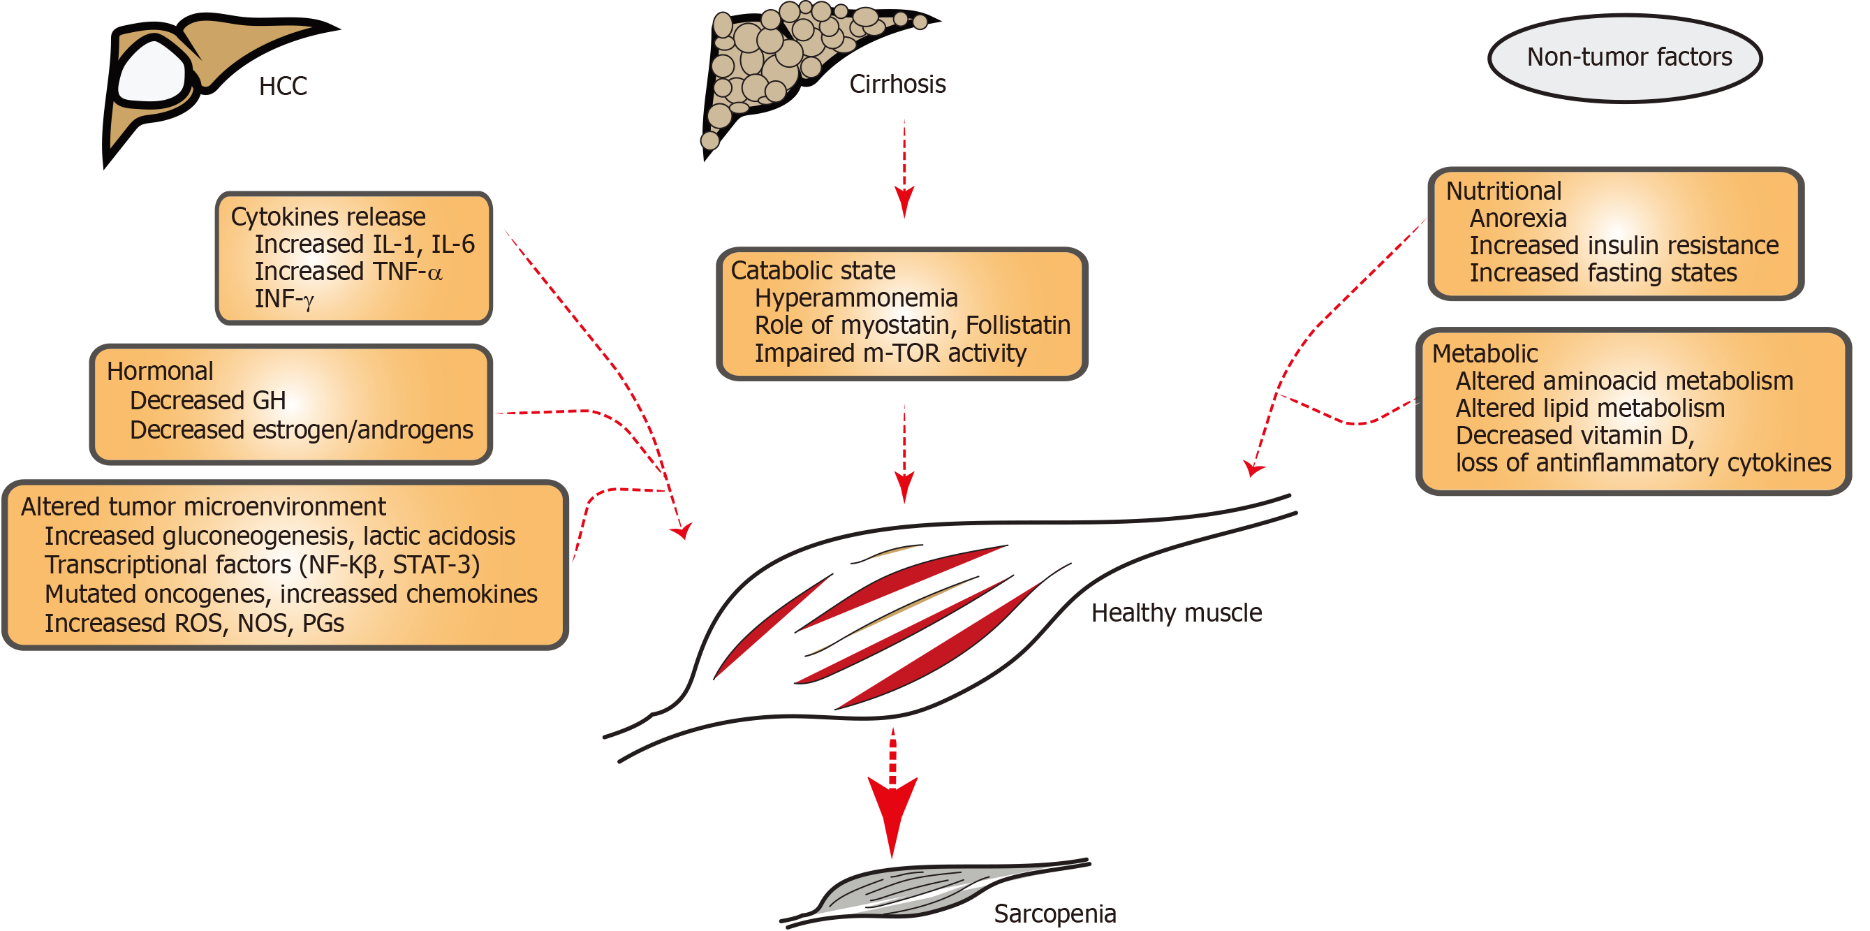 HCC
Cirrhosis
Non-tumor factors
Cytokines release
Increased IL-1, IL-6
Increased TNF-α
INF-γ
Hormonal
Decreased GH
Decreased estrogen/androgens
Altered tumor microenvironment
Increased gluconeogenesis, lactic acidosis
Transcriptional factors (NF-Kβ, STAT-3)
Mutated oncogenes, increassed chemokines
Increasesd ROS, NOS, PGs
Catabolic state
Hyperammonemia
Role of myostatin, Follistatin
Impaired m-TOR activity
Nutritional
Anorexia
Increased insulin resistance
Increased fasting states
Metabolic
Altered aminoacid metabolism
Altered lipid metabolism
Decreased vitamin D,
loss of antinflammatory cytokines
Healthy muscle
Sarcopenia